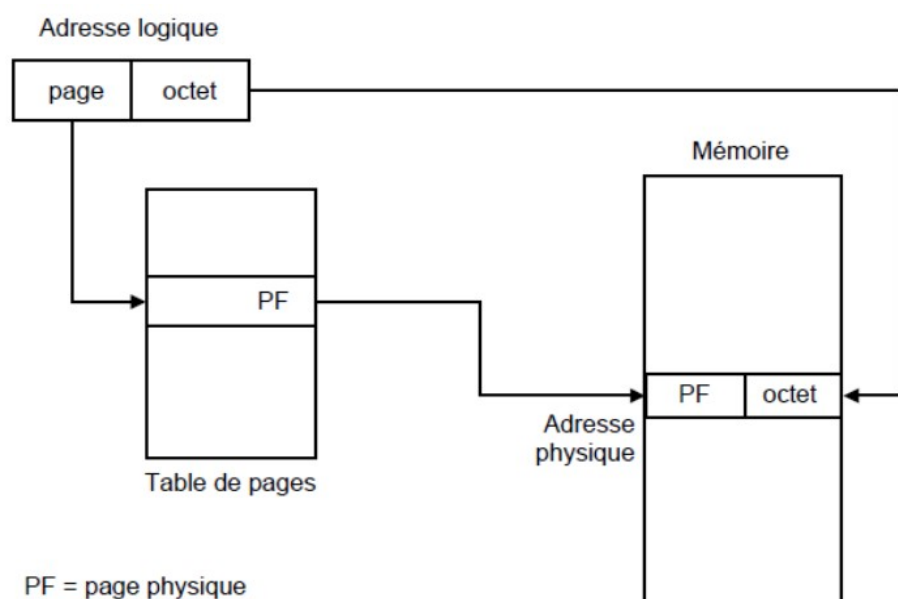 Adresse logique
page
octet
Mémoire
PF
PF
octet
Adresse
physique
Table de pages
PF = page physique